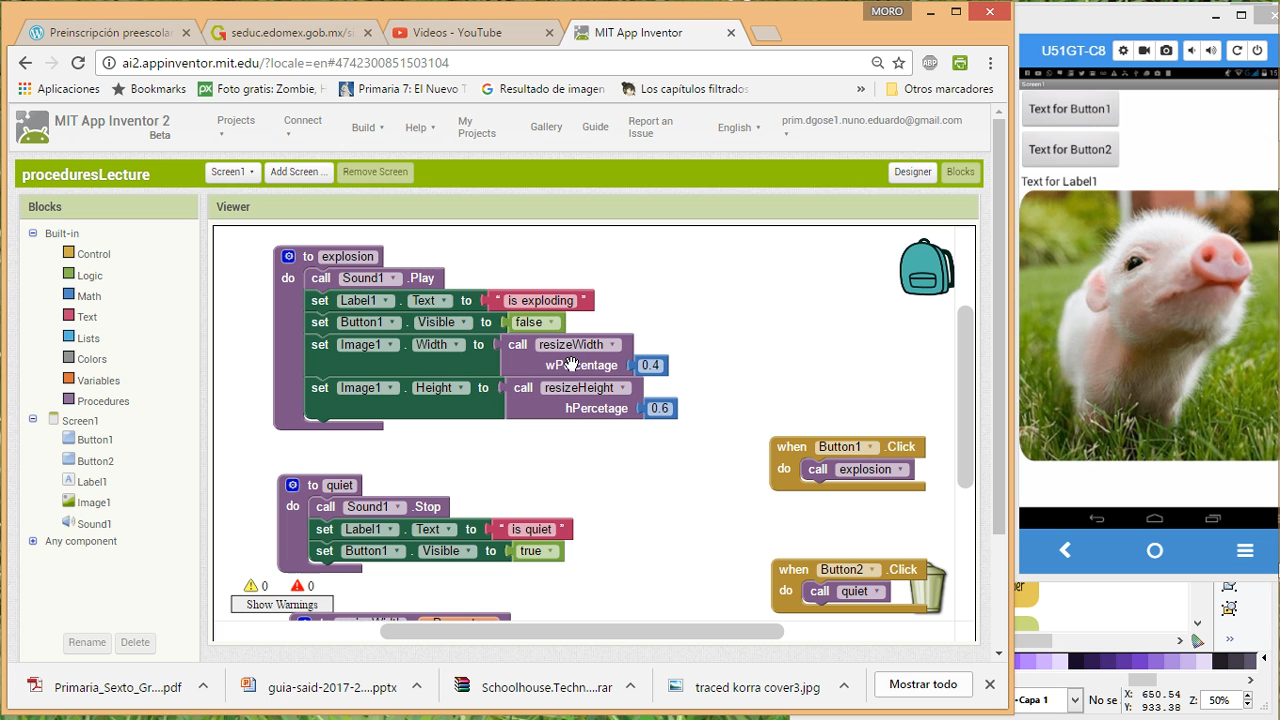 MORO
Preinscripción preescolar
seduc.edomex.gob.mx/si
Videos - YouTube
MIT App Inventor
ai2.appinventor.mit.edu/?locale=en#4742300851503104
ABP
Aplicaciones
Bookmarks
Foto gratis: Zombie, F
Primaria 7: El Nuevo T
Resultado de imagen
Los capítulos filtrados
»
Otros marcadores
MIT App Inventor 2
Beta
Projects
Connect
Build
Help
My Projects
Gallery
Guide
Report an Issue
English
prim.dgose1.nuno.eduardo@gmail.com
proceduresLecture
Screen1
Add Screen ...
Remove Screen
Designer
Blocks
Blocks
Viewer
Built-in
Control
Logic
Math
Text
Lists
Colors
Variables
Procedures
Screen1
Button1
Button2
Label1
Image1
Sound1
Any component
Rename
Delete
to explosion
do call Sound1 .Play
set Label1 . Text to " is exploding "
set Button1 . Visible to false
set Image1 . Width to call resizeWidth
0.4
set Image1 . Height to call resizeHeight
hPercetage 0.6
when Button1 .Click
do call explosion
to quiet
do call Sound1 .Stop
set Label1 . Text to " is quiet "
set Button1 . Visible to true
when Button2 .Click
do call quiet
0 0
Show Warnings
Primaria_Sexto_Gr....pdf
guia-said-2017-2....pptx
Schoolhouse.Techn....rar
traced korra cover3.jpg
Mostrar todo
U51GT-C8
Screen1
Text for Button1
Text for Button2
Text for Label1
Capa 1
No se
X: 650.54
Y: 933.38
Z: 50%